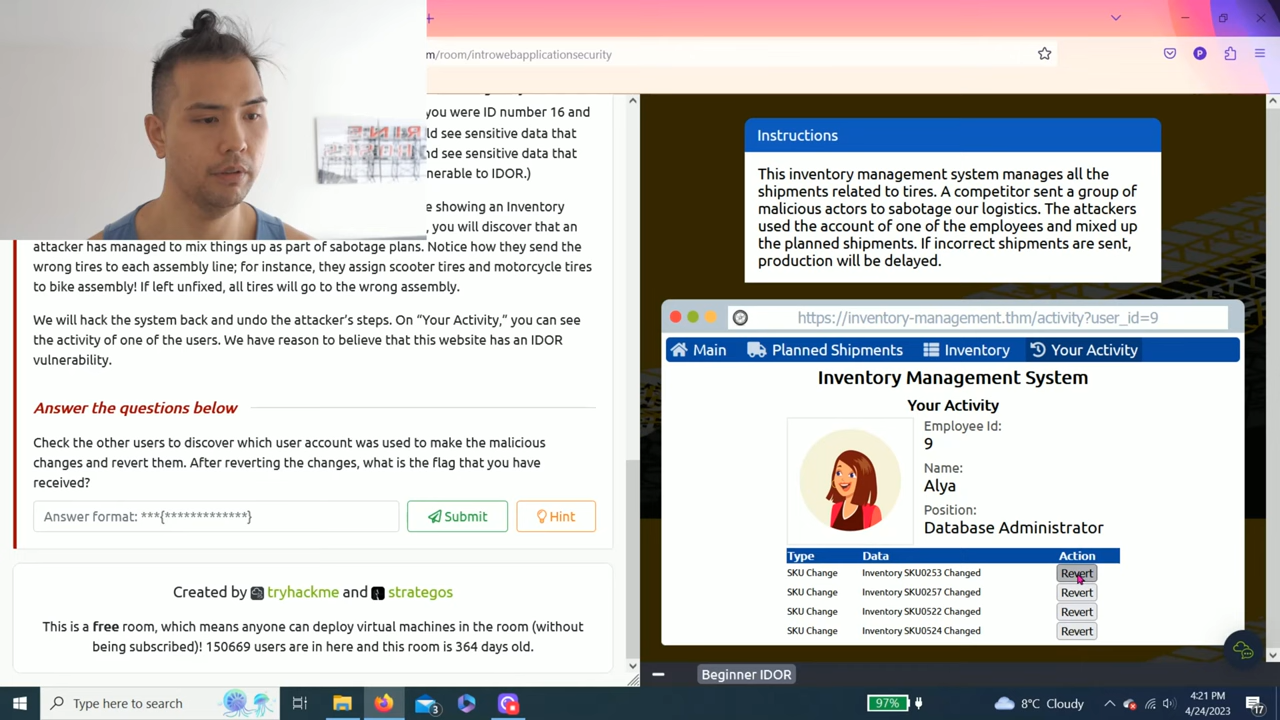 m/room/introwebapplicationsecurity
you were ID number 16 and
ld see sensitive data that
nd see sensitive data that
nerable to IDOR.)
e showing an Inventory
, you will discover that an
attacker has managed to mix things up as part of sabotage plans. Notice how they send the
wrong tires to each assembly line; for instance, they assign scooter tires and motorcycle tires
to bike assembly! If left unfixed, all tires will go to the wrong assembly.
We will hack the system back and undo the attacker's steps. On “Your Activity,” you can see
the activity of one of the users. We have reason to believe that this website has an IDOR
vulnerability.
Answer the questions below
Check the other users to discover which user account was used to make the malicious
changes and revert them. After reverting the changes, what is the flag that you have
received?
Answer format: ***{*************}
Submit
Hint
Created by tryhackme and strategos
This is a free room, which means anyone can deploy virtual machines in the room (without
being subscribed)! 150669 users are in here and this room is 364 days old.
Instructions
This inventory management system manages all the
shipments related to tires. A competitor sent a group of
malicious actors to sabotage our logistics. The attackers
used the account of one of the employees and mixed up
the planned shipments. If incorrect shipments are sent,
production will be delayed.
https://inventory-management.thm/activity?user_id=9
Main Planned Shipments Inventory Your Activity
Inventory Management System
Your Activity
Employee Id:
9
Name:
Alya
Position:
Database Administrator
Type Data Action
SKU Change Inventory SKU0253 Changed Revert
SKU Change Inventory SKU0257 Changed Revert
SKU Change Inventory SKU0522 Changed Revert
SKU Change Inventory SKU0524 Changed Revert
Beginner IDOR
Type here to search
3
97%
8°C Cloudy
4:21 PM
4/24/2023
17